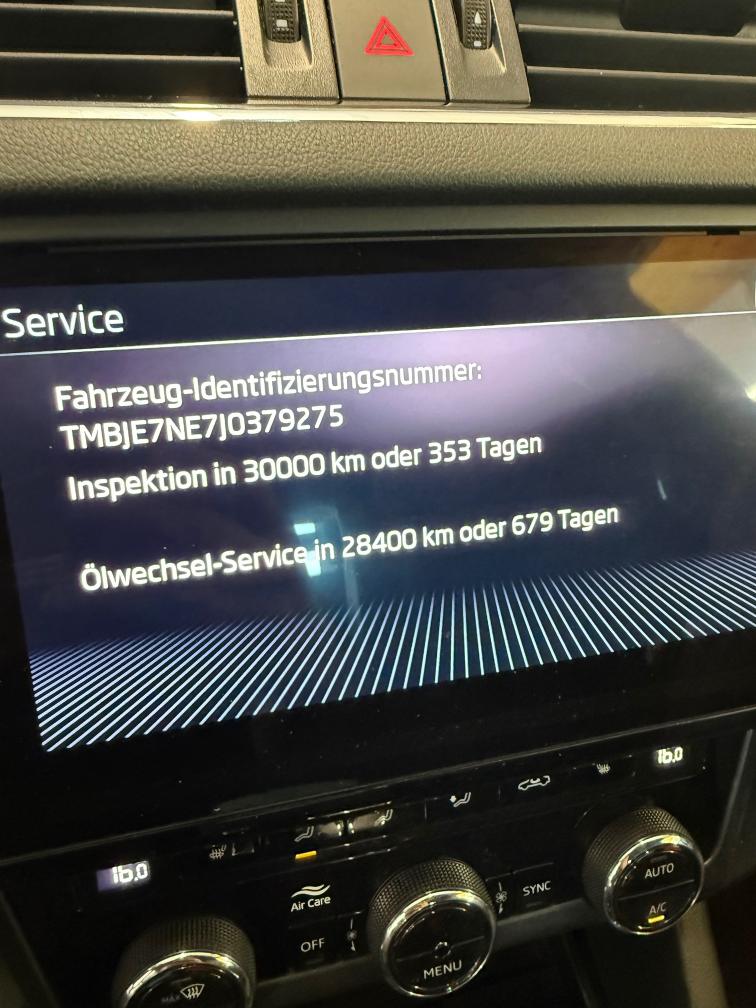 Service
Fahrzeug-Identifizierungsnummer:
TMBJE7NE7J0379275
Inspektion in 30000 km oder 353 Tagen
Ölwechsel-Service in 28400 km oder 679 Tagen
16.0
16.0
Air Care
SYNC
AUTO
A/C
OFF
MENU
MAX